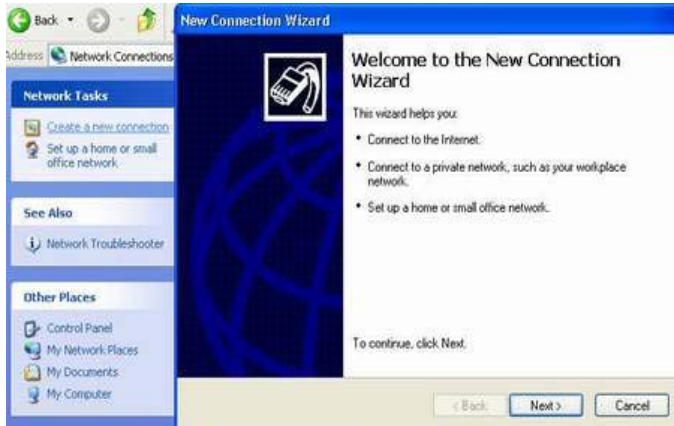 Back
Address Network Connections
Network Tasks
Create a new connection
Set up a home or small
office network
See Also
Network Troubleshooter
Other Places
Control Panel
My Network Places
My Documents
My Computer
New Connection Wizard
Welcome to the New Connection
Wizard
This wizard helps you:
• Connect to the Internet.
• Connect to a private network, such as your workplace
network.
• Set up a home or small office network.
To continue, click Next.
< Back
Next >
Cancel